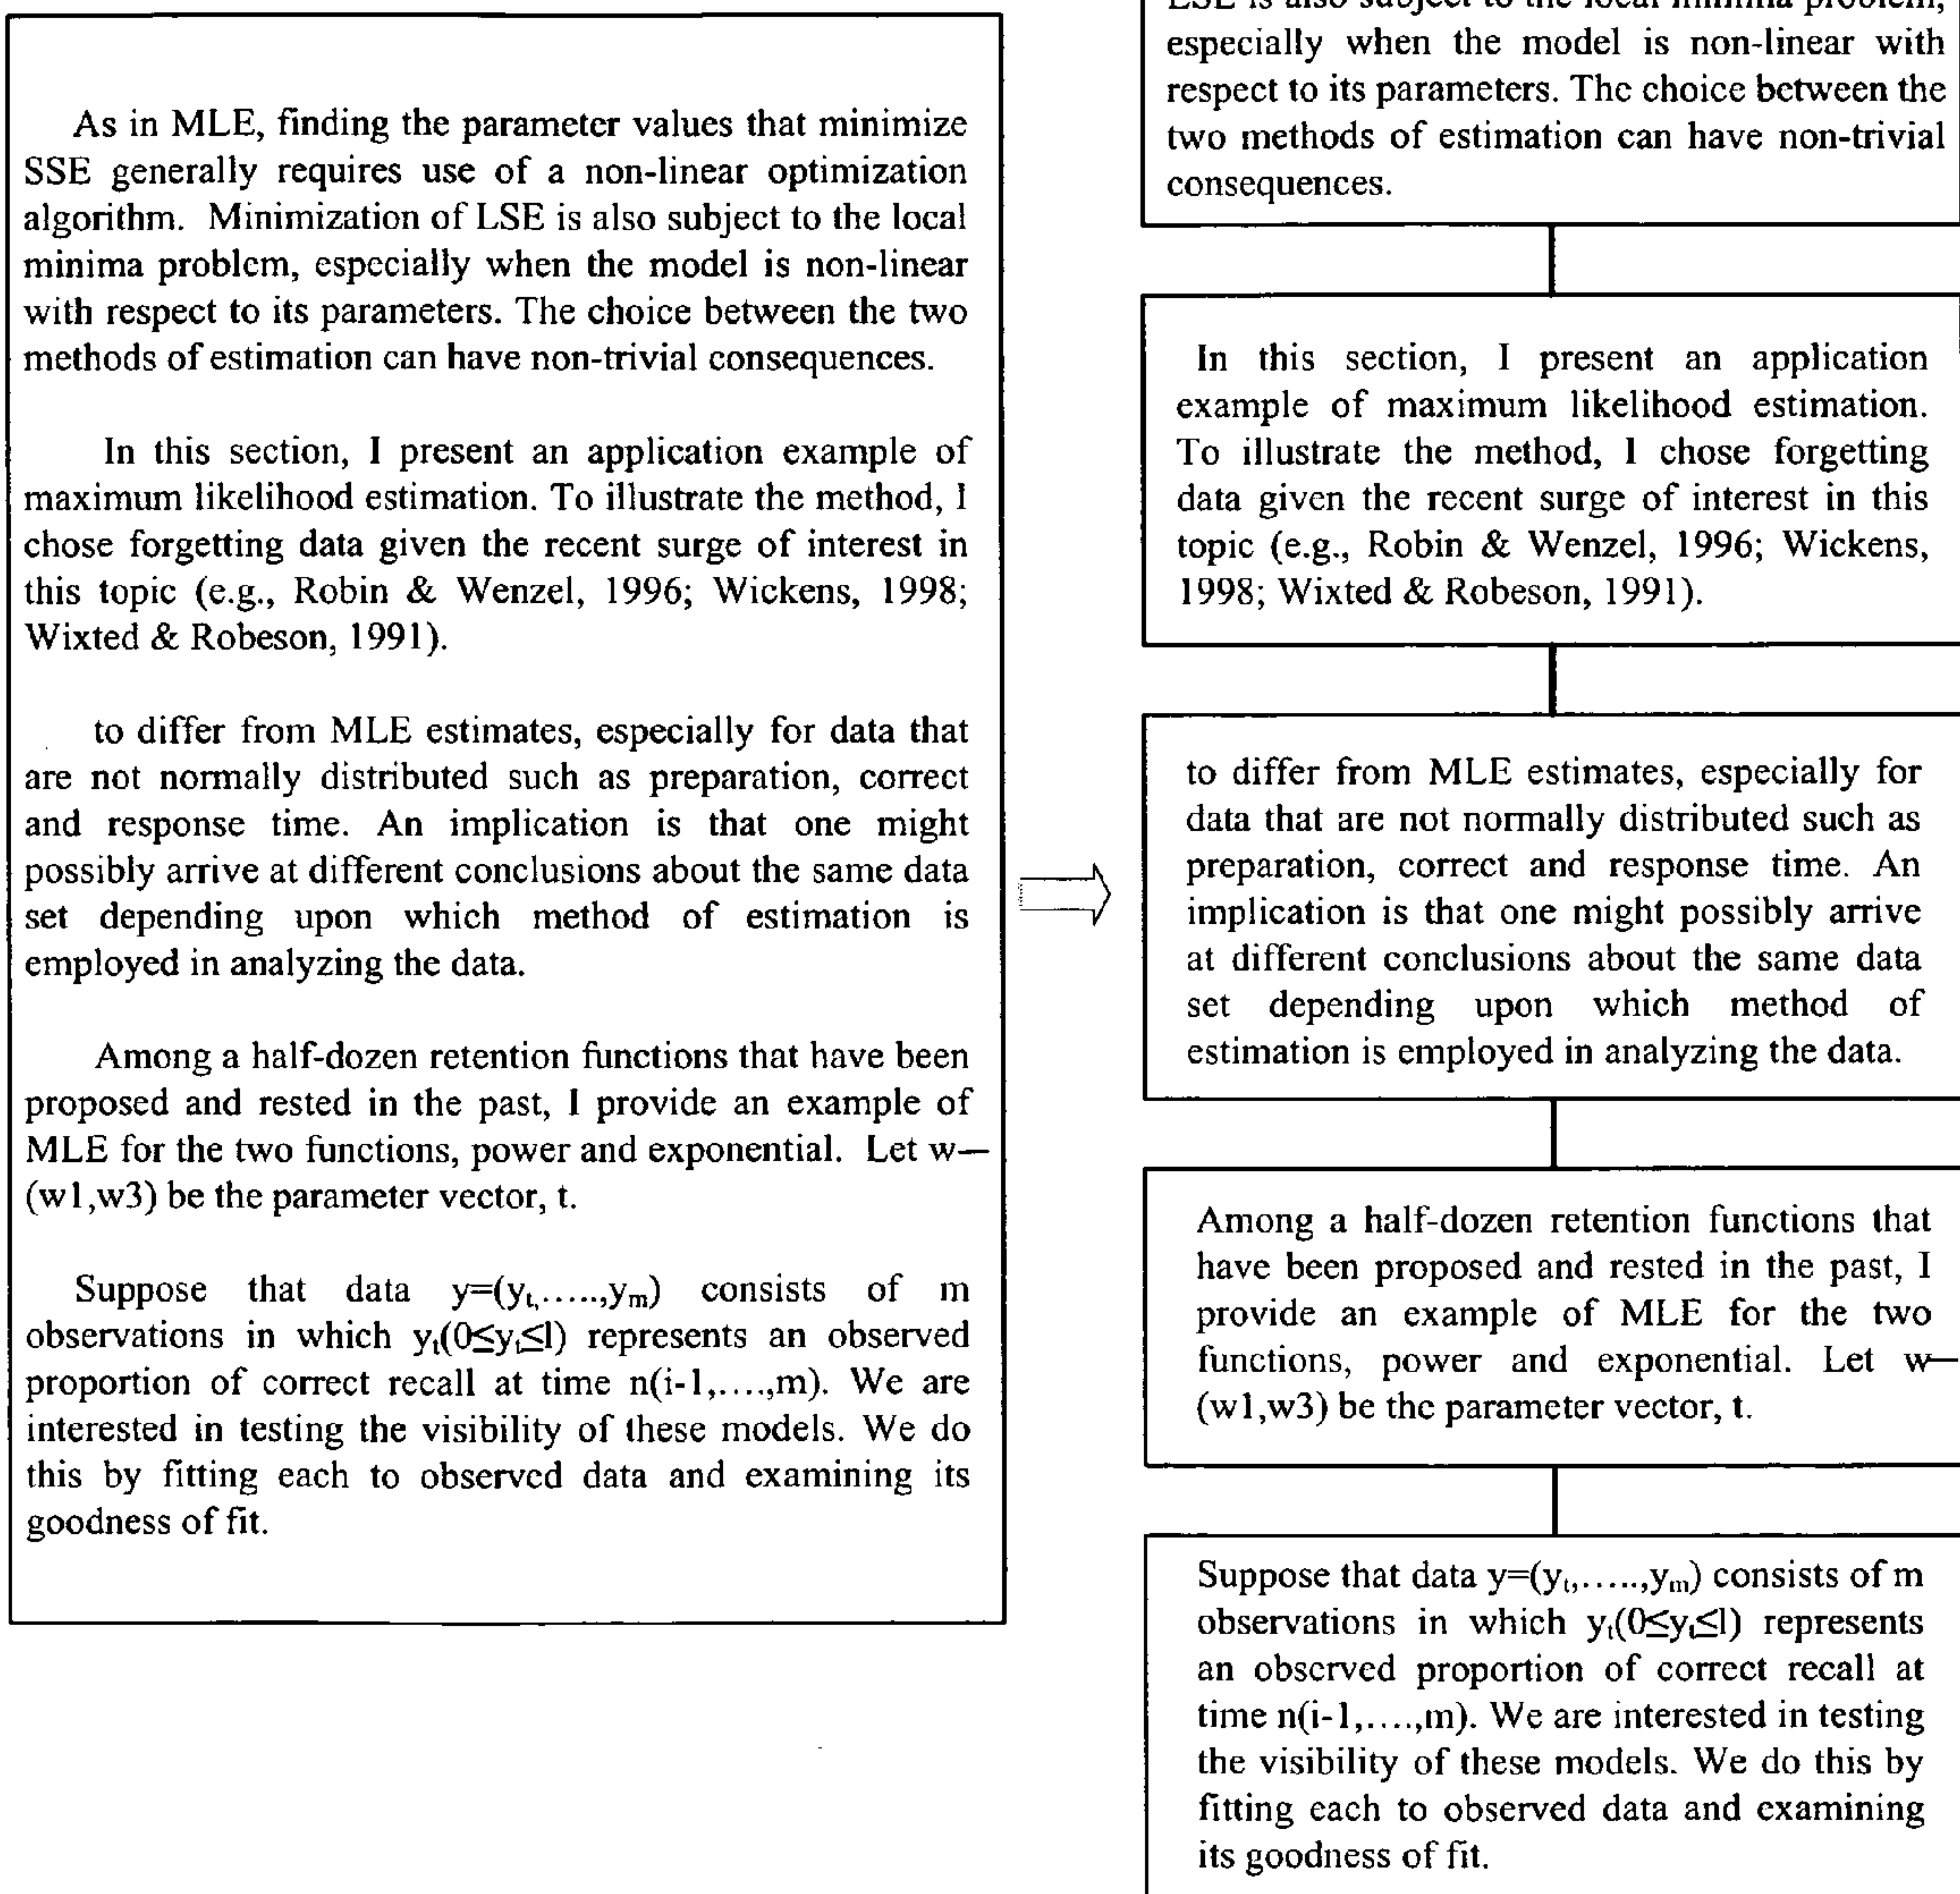 As in MLE, finding the parameter values that minimize
SSE generally requires use of a non-linear optimization
algorithm. Minimization of LSE is also subject to the local
minima problem, especially when the model is non-linear
with respect to its parameters. The choice between the two
methods of estimation can have non-trivial consequences.
In this section, I present an application example of
maximum likelihood estimation. To illustrate the method, I
chose forgetting data given the recent surge of interest in
this topic (e.g., Robin & Wenzel, 1996; Wickens, 1998;
Wixted & Robeson, 1991).
to differ from MLE estimates, especially for data that
are not normally distributed such as preparation, correct
and response time. An implication is that one might
possibly arrive at different conclusions about the same data
set depending upon which method of estimation is
employed in analyzing the data.
Among a half-dozen retention functions that have been
proposed and rested in the past, I provide an example of
MLE for the two functions, power and exponential. Let w—
(w1,w3) be the parameter vector, t.
Suppose that data y=(yt,.....,ym) consists of m
observations in which yt(0≤yt≤l) represents an observed
proportion of correct recall at time n(i-1,....,m). We are
interested in testing the visibility of these models. We do
this by fitting each to observed data and examining its
goodness of fit.
LSE is also subject to the local minima problem,
especially when the model is non-linear with
respect to its parameters. The choice between the
two methods of estimation can have non-trivial
consequences.
In this section, I present an application
example of maximum likelihood estimation.
To illustrate the method, I chose forgetting
data given the recent surge of interest in this
topic (e.g., Robin & Wenzel, 1996; Wickens,
1998; Wixted & Robeson, 1991).
to differ from MLE estimates, especially for
data that are not normally distributed such as
preparation, correct and response time. An
implication is that one might possibly arrive
at different conclusions about the same data
set depending upon which method of
estimation is employed in analyzing the data.
Among a half-dozen retention functions that
have been proposed and rested in the past, I
provide an example of MLE for the two
functions, power and exponential. Let w—
(w1,w3) be the parameter vector, t.
Suppose that data y=(yt,.....,ym) consists of m
observations in which yt(0≤yt≤l) represents
an observed proportion of correct recall at
time n(i-1,....,m). We are interested in testing
the visibility of these models. We do this by
fitting each to observed data and examining
its goodness of fit.